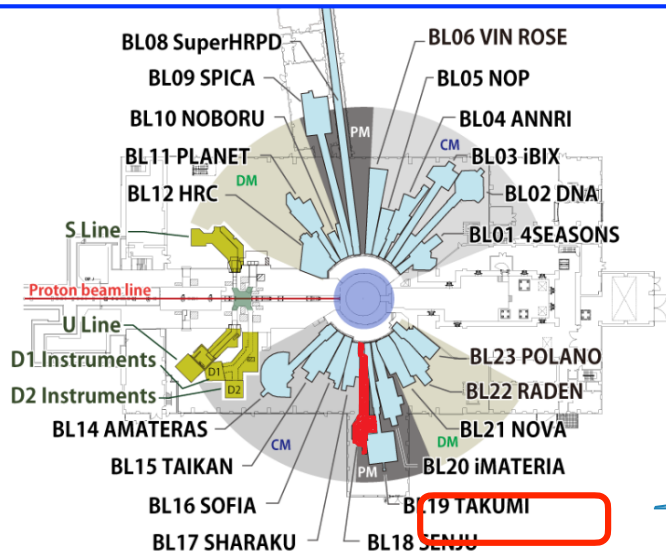 BL08 SuperHRPD
BL06 VIN ROSE
BL09 SPICA
BL05 NOP
BL10 NOBORU
PM
BL04 ANNRI
CM
BL11 PLANET
BL03 iBIX
DM
BL12 HRC
BL02 DNA
S Line
BL01 4SEASONS
Proton beam line
U Line
BL23 POLANO
D1 Instruments
D1
D2 Instruments
D2
BL22 RADEN
BL14 AMATERAS
BL21 NOVA
CM
DM
BL15 TAIKAN
PM
BL20 iMATERIA
BL16 SOFIA
BL19 TAKUMI
BL17 SHARAKU
BL18 SENJU